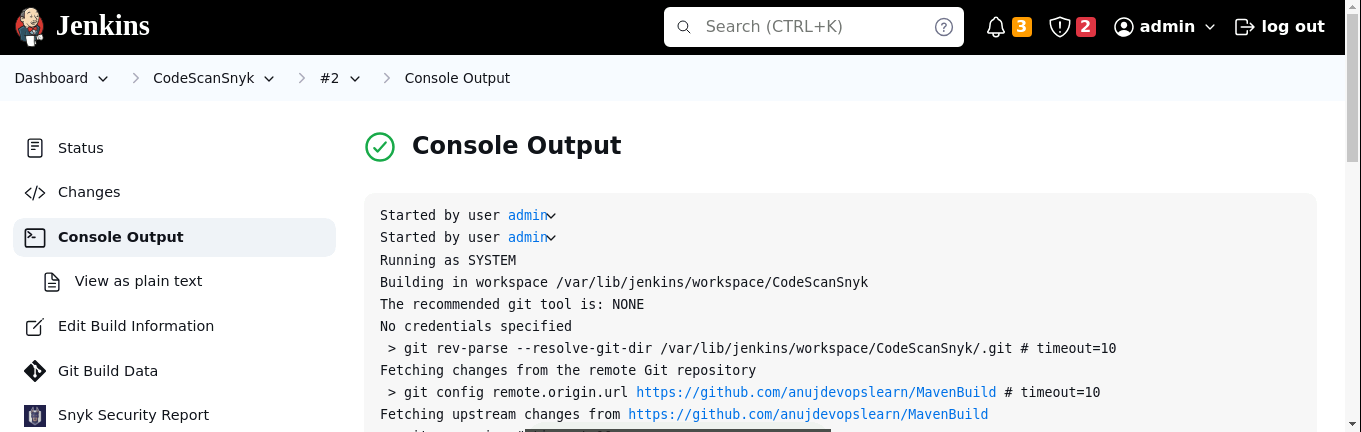 Jenkins
Search (CTRL+K)
3
2
admin
log out
Dashboard
CodeScanSnyk
#2
Console Output
Status
Changes
Console Output
View as plain text
Edit Build Information
Git Build Data
Snyk Security Report
Console Output
Started by user admin
Started by user admin
Running as SYSTEM
Building in workspace /var/lib/jenkins/workspace/CodeScanSnyk
The recommended git tool is: NONE
No credentials specified
> git rev-parse --resolve-git-dir /var/lib/jenkins/workspace/CodeScanSnyk/.git # timeout=10
Fetching changes from the remote Git repository
> git config remote.origin.url https://github.com/anujdevopslearn/MavenBuild # timeout=10
Fetching upstream changes from https://github.com/anujdevopslearn/MavenBuild